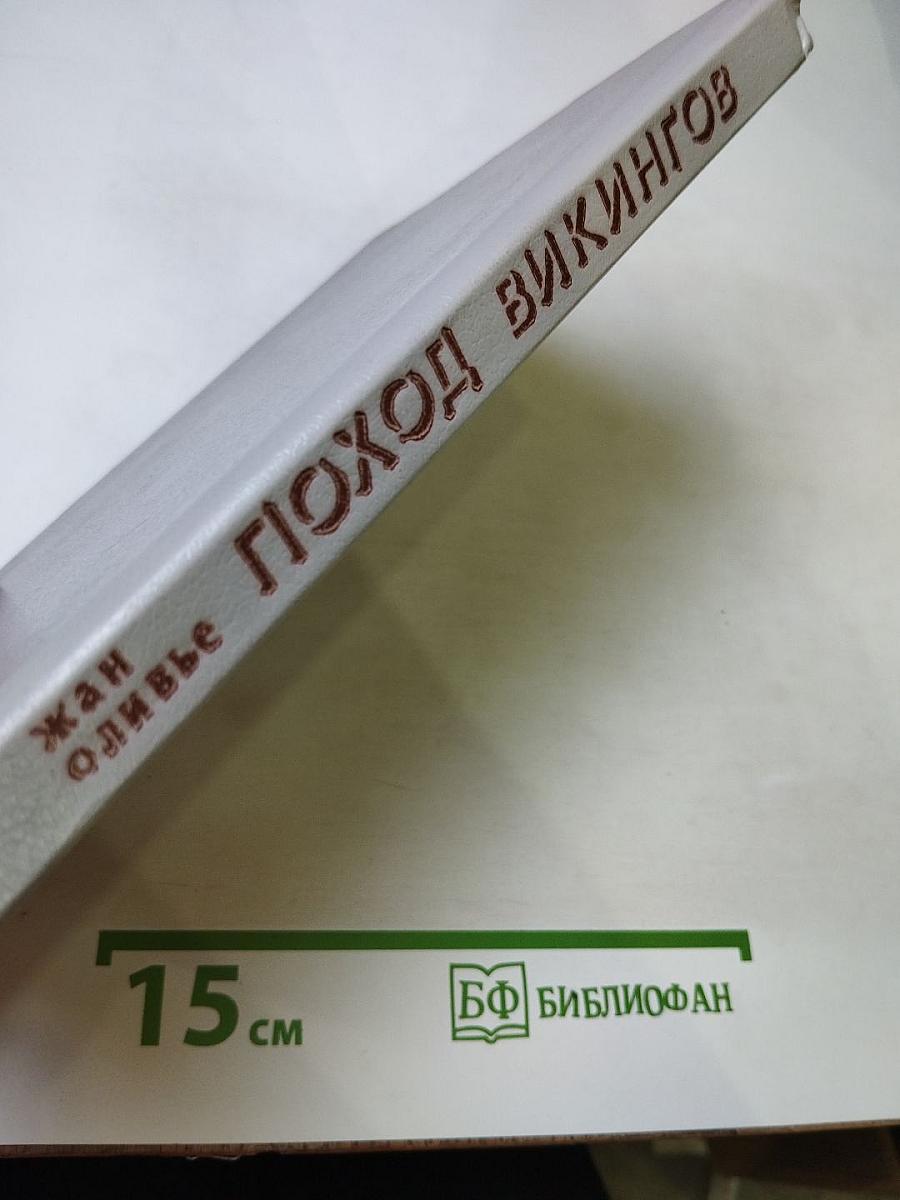 жан
оливье
ПОХОД ВИКИНГОВ
15 см
БФ БИБЛИОФАН